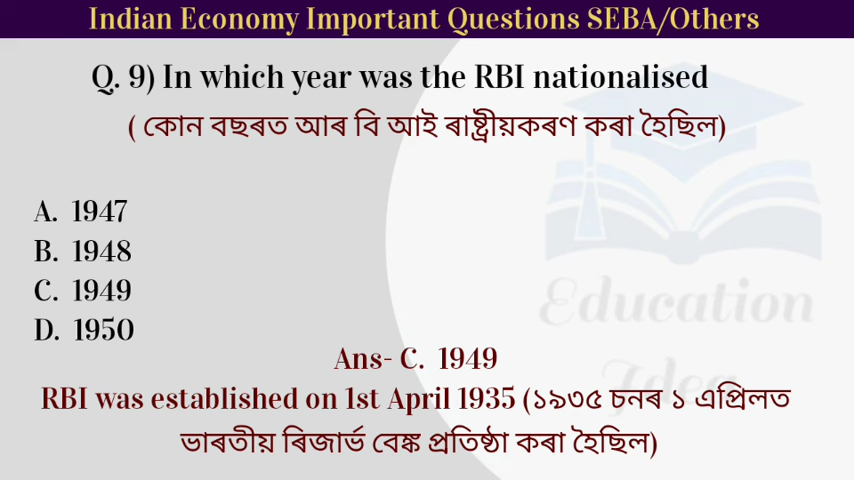 Indian Economy Important Questions SEBA/Others
Q. 9) In which year was the RBI nationalised
( কোন বছৰত আৰ বি আই ৰাষ্ট্ৰীয়কৰণ কৰা হৈছিল)
A. 1947
B. 1948
C. 1949
D. 1950
Education
Idea
Ans- C. 1949
RBI was established on 1st April 1935 (১৯৩৫ চনৰ ১ এপ্ৰিলত
ভাৰতীয় ৰিজাৰ্ভ বেঙ্ক প্ৰতিষ্ঠা কৰা হৈছিল)